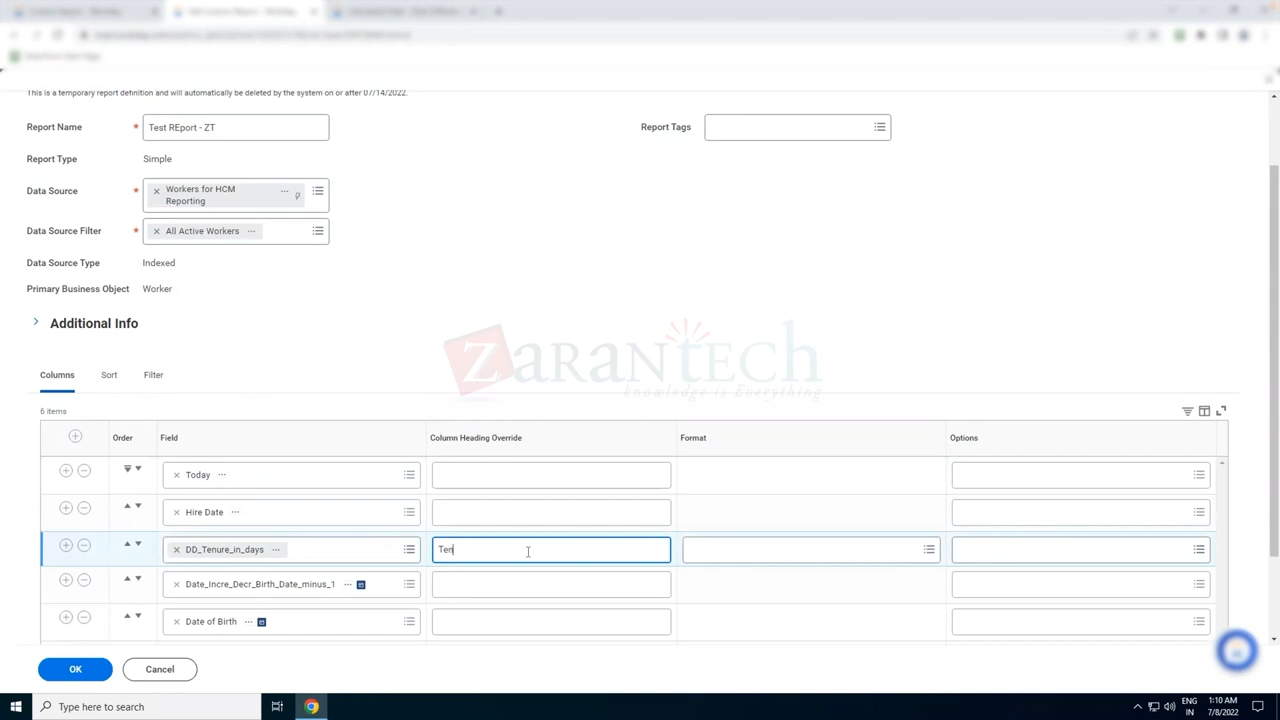 This is a temporary report definition and will automatically be deleted by the system on or after 07/14/2022.
Report Name * Test REport - ZT
Report Tags
Report Type Simple
Data Source * Workers for HCM
Reporting
Data Source Filter * All Active Workers
Data Source Type Indexed
Primary Business Object Worker
Additional Info
ZaranTech
knowledge is Everything
Columns Sort Filter
6 items
Order Field Column Heading Override Format Options
Today
Hire Date
DD_Tenure_in_days Ten
Date_Incre_Decr_Birth_Date_minus_1
Date of Birth
OK Cancel
Type here to search
ENG 1:10 AM
IN 7/8/2022